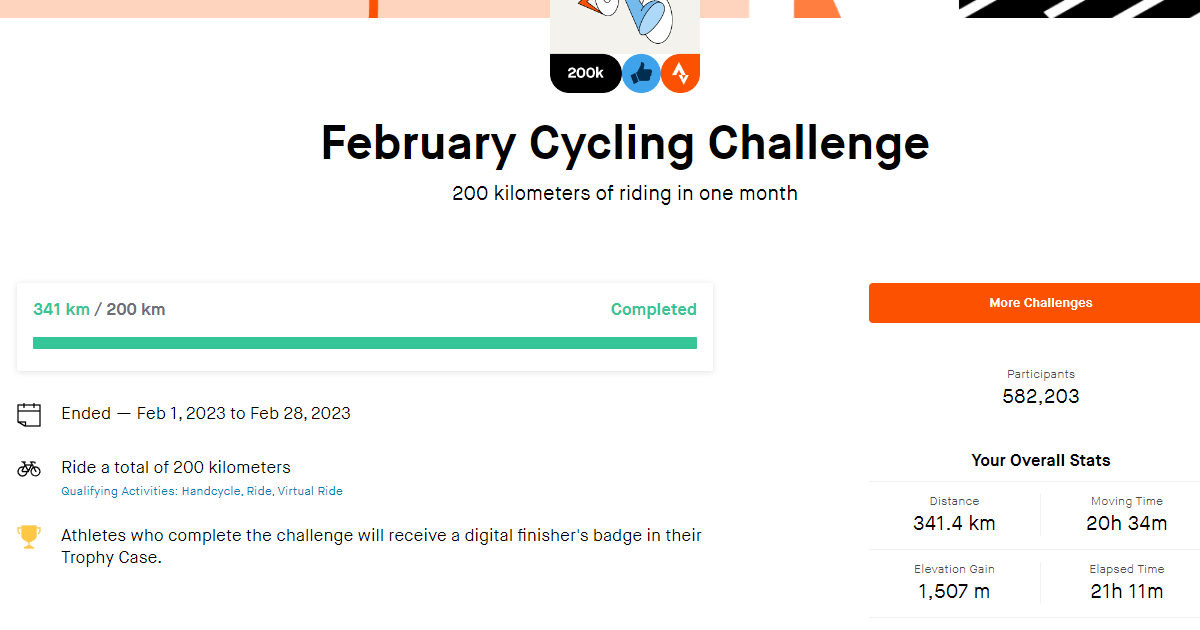 200k
February Cycling Challenge
200 kilometers of riding in one month
341 km / 200 km
Completed
Ended — Feb 1, 2023 to Feb 28, 2023
Ride a total of 200 kilometers
Qualifying Activities: Handcycle, Ride, Virtual Ride
Athletes who complete the challenge will receive a digital finisher's badge in their
Trophy Case.
More Challenges
Participants
582,203
Your Overall Stats
Distance
341.4 km
Moving Time
20h 34m
Elevation Gain
1,507 m
Elapsed Time
21h 11m